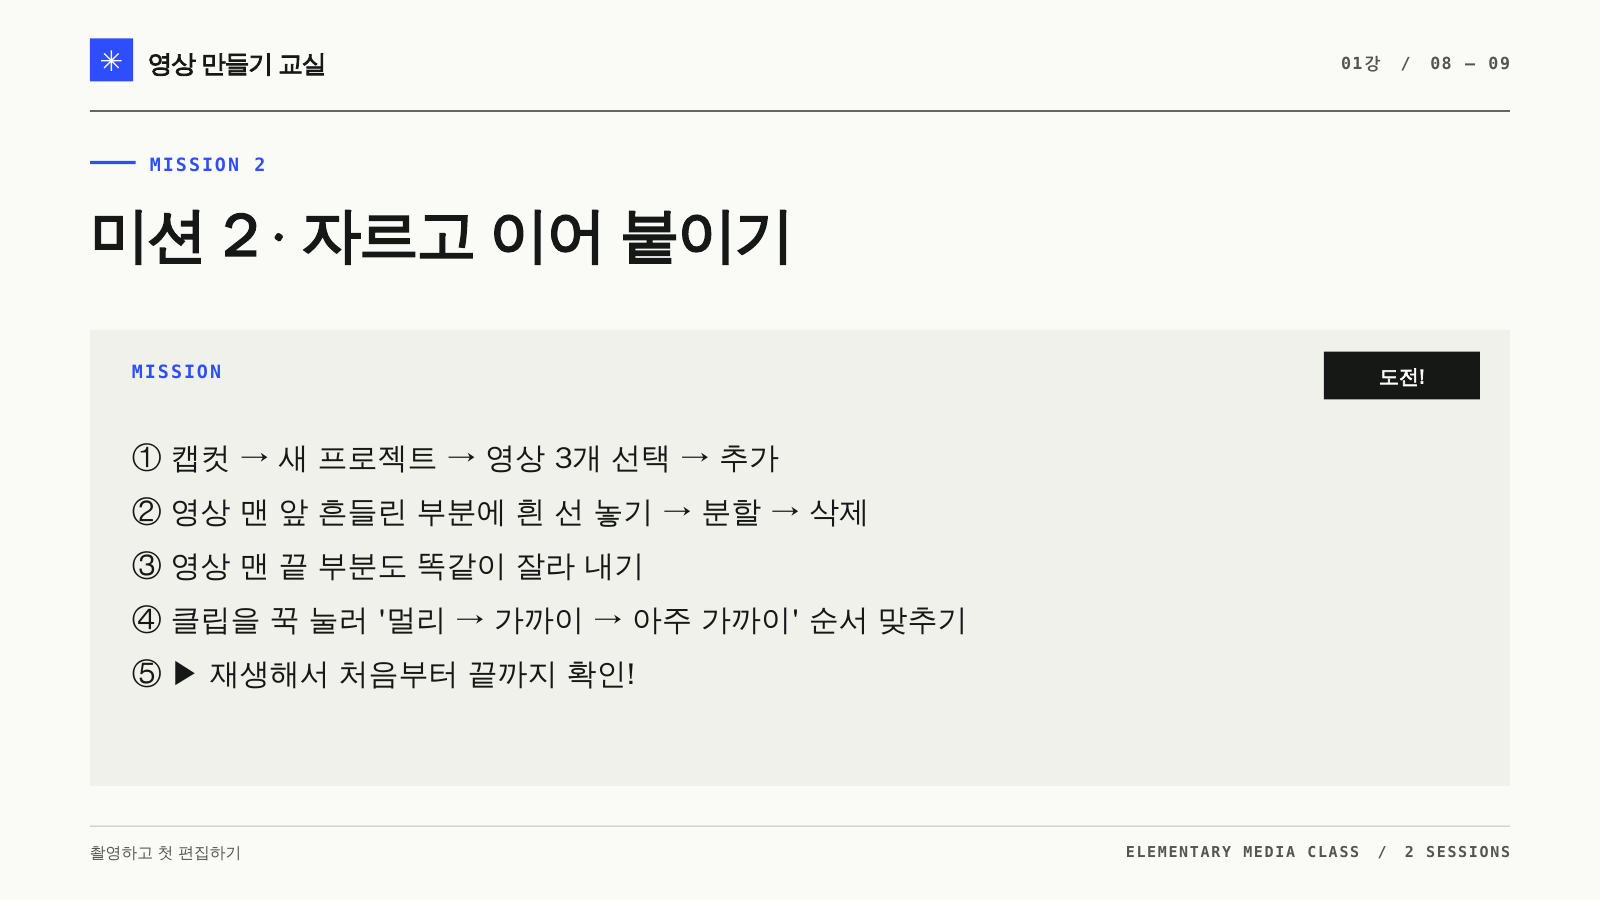 ✳ 영상 만들기 교실
01강 / 08 — 09
MISSION 2
미션 2 · 자르고 이어 붙이기
MISSION
도전!
① 캡컷 → 새 프로젝트 → 영상 3개 선택 → 추가
② 영상 맨 앞 흔들린 부분에 흰 선 놓기 → 분할 → 삭제
③ 영상 맨 끝 부분도 똑같이 잘라 내기
④ 클립을 꾹 눌러 '멀리 → 가까이 → 아주 가까이' 순서 맞추기
⑤ ▶ 재생해서 처음부터 끝까지 확인!
촬영하고 첫 편집하기
ELEMENTARY MEDIA CLASS / 2 SESSIONS